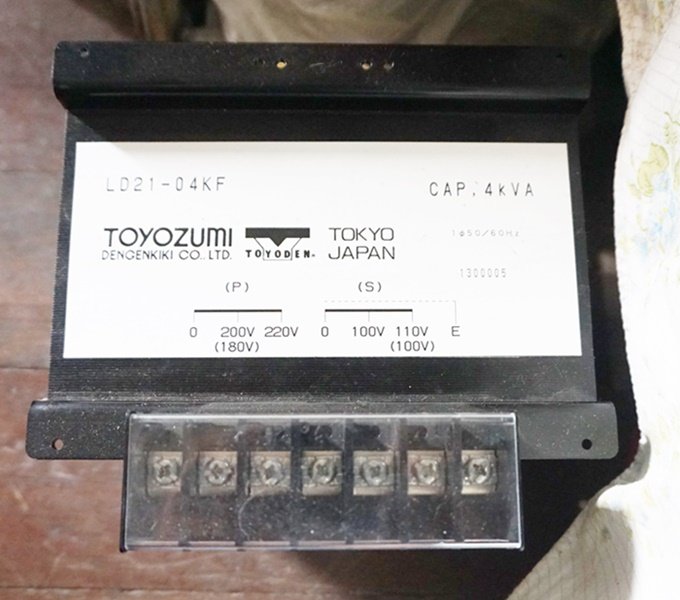 LD21-04KF CAP. 4kVA
TOYOZUMI TOYODEN TOKYO
DENGENKIKI CO., LTD. JAPAN
1φ50/60Hz
1300005
(P) (S)
0 200V 220V 0 100V 110V E
(180V) (100V)